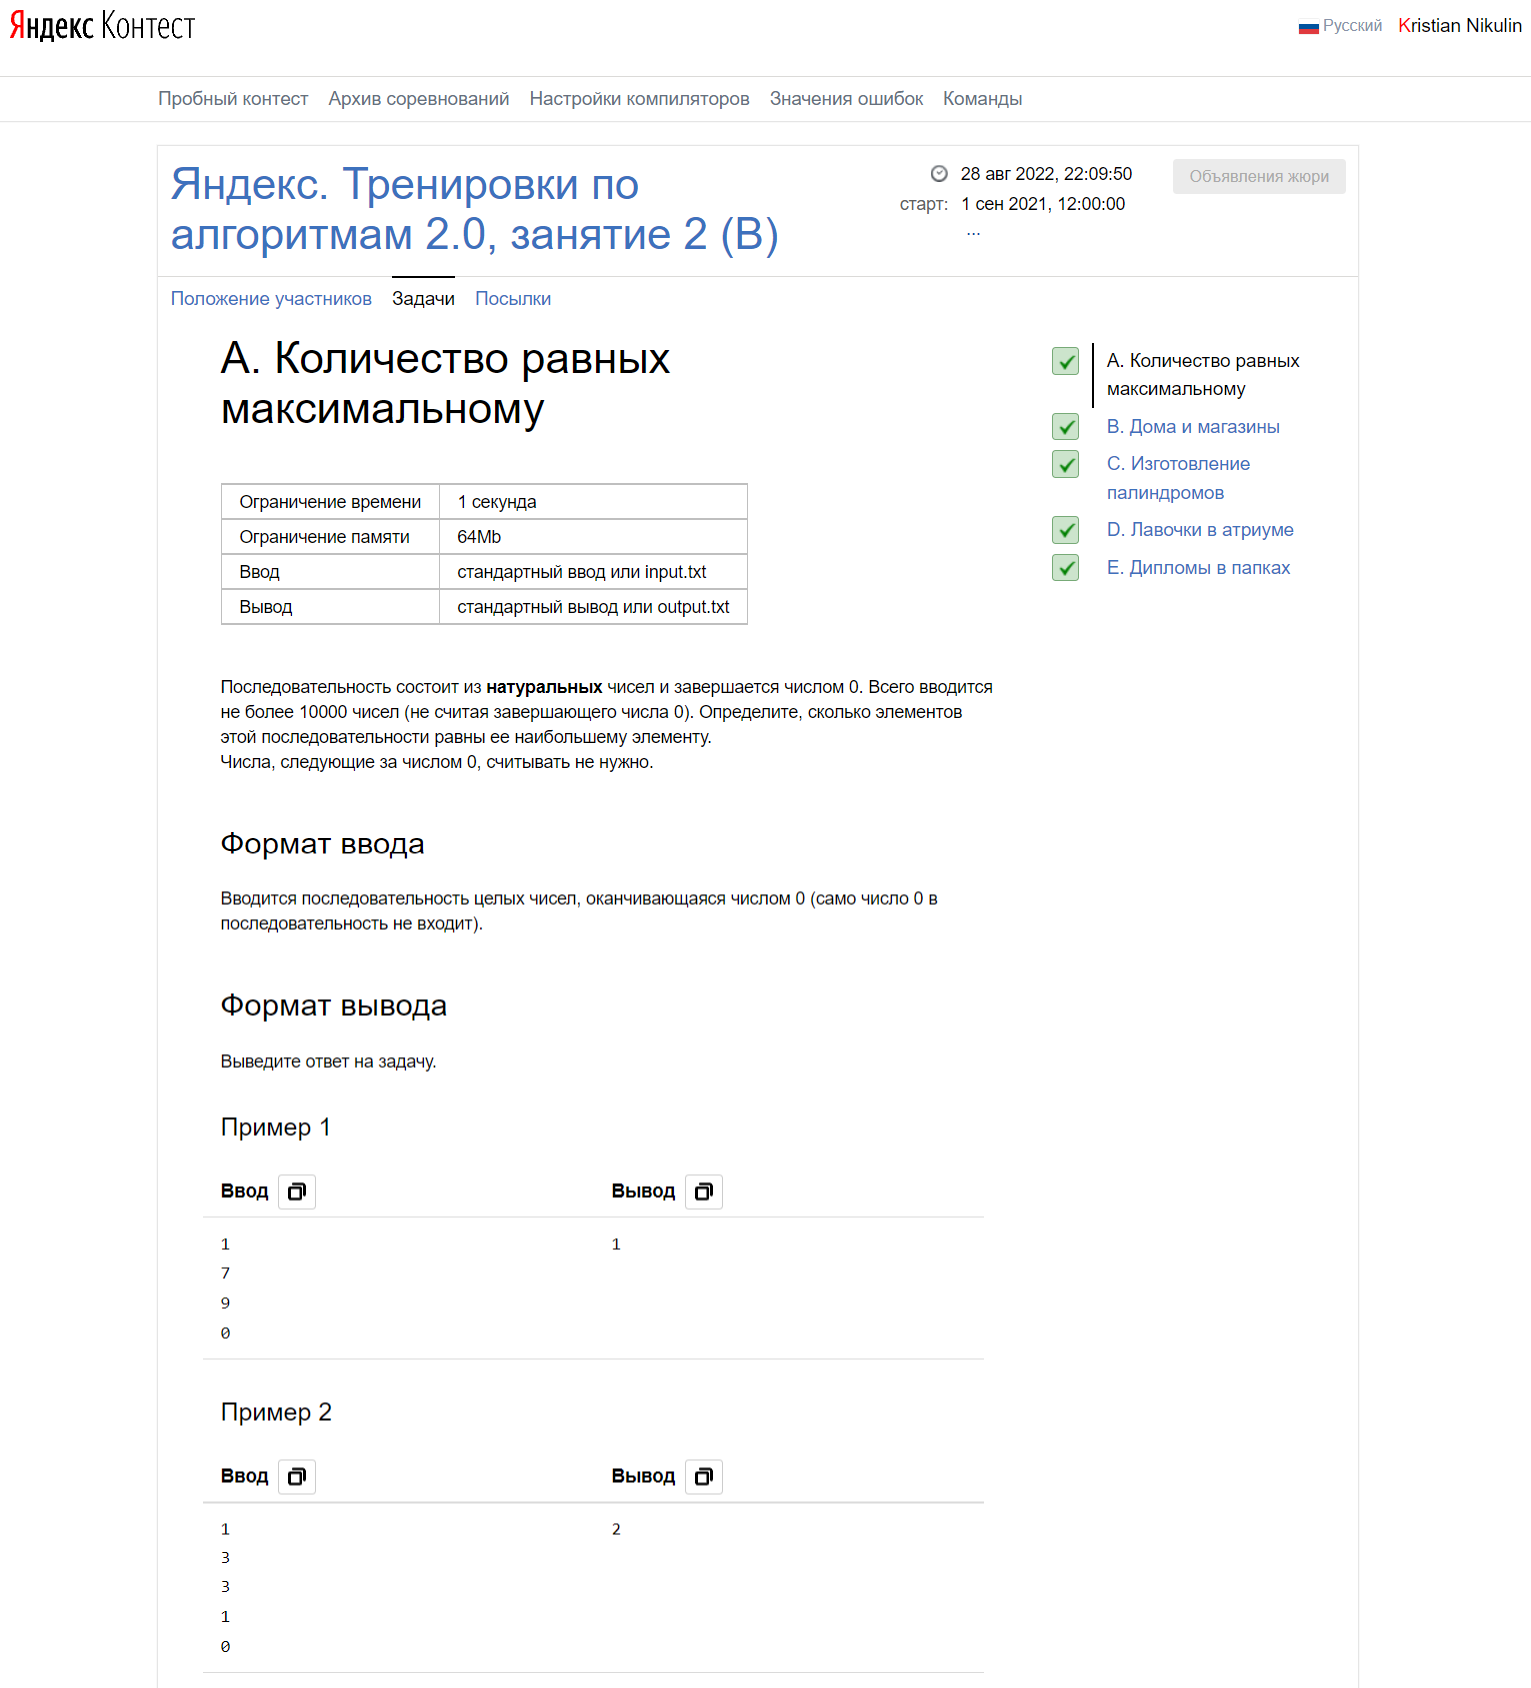 Яндекс Контест
Русский Kristian Nikulin
Пробный контест Архив соревнований Настройки компиляторов Значения ошибок Команды
Яндекс. Тренировки по
алгоритмам 2.0, занятие 2 (B)
28 авг 2022, 22:09:50
старт: 1 сен 2021, 12:00:00
...
Объявления жюри
Положение участников Задачи Посылки
A. Количество равных
максимальному
Ограничение времени 1 секунда
Ограничение памяти 64Mb
Ввод стандартный ввод или input.txt
Вывод стандартный вывод или output.txt
Последовательность состоит из натуральных чисел и завершается числом 0. Всего вводится
не более 10000 чисел (не считая завершающего числа 0). Определите, сколько элементов
этой последовательности равны ее наибольшему элементу.
Числа, следующие за числом 0, считывать не нужно.
Формат ввода
Вводится последовательность целых чисел, оканчивающаяся числом 0 (само число 0 в
последовательность не входит).
Формат вывода
Выведите ответ на задачу.
Пример 1
Ввод Вывод
1 1
7
9
0
Пример 2
Ввод Вывод
1 2
3
3
1
0
A. Количество равных
максимальному
B. Дома и магазины
C. Изготовление
палиндромов
D. Лавочки в атриуме
E. Дипломы в папках